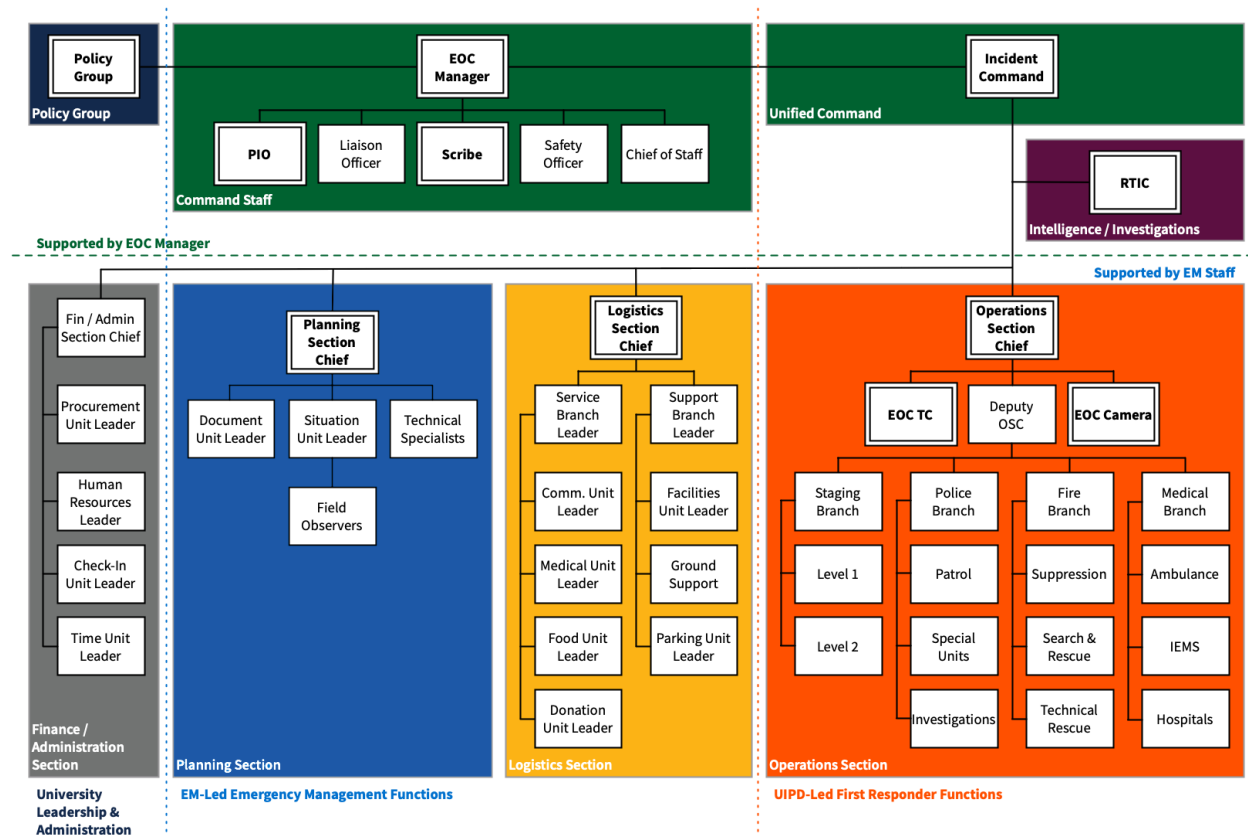 Policy
Group
Policy Group
EOC
Manager
PIO
Liaison
Officer
Scribe
Safety
Officer
Chief of Staff
Command Staff
Incident
Command
Unified Command
RTIC
Intelligence / Investigations
Supported by EOC Manager
Supported by EM Staff
Fin / Admin
Section Chief
Procurement
Unit Leader
Human
Resources
Leader
Check-In
Unit Leader
Time Unit
Leader
Finance /
Administration
Section
Planning
Section
Chief
Document
Unit Leader
Situation
Unit Leader
Technical
Specialists
Field
Observers
Planning Section
Logistics
Section
Chief
Service
Branch
Leader
Support
Branch
Leader
Comm. Unit
Leader
Facilities
Unit Leader
Medical Unit
Leader
Ground
Support
Food Unit
Leader
Parking Unit
Leader
Donation
Unit Leader
Logistics Section
Operations
Section
Chief
EOC TC
Deputy
OSC
EOC Camera
Staging
Branch
Police
Branch
Fire
Branch
Medical
Branch
Level 1
Patrol
Suppression
Ambulance
Level 2
Special
Units
Search &
Rescue
IEMS
Investigations
Technical
Rescue
Hospitals
Operations Section
University
Leadership &
Administration
EM-Led Emergency Management Functions
UIPD-Led First Responder Functions